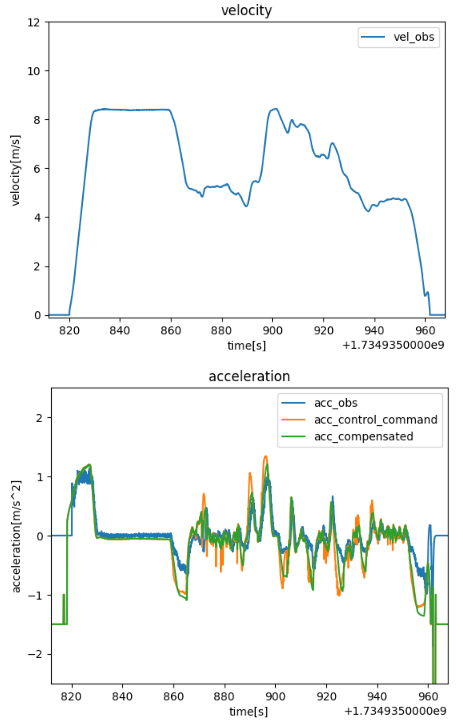 velocity
12
10
8
6
4
2
0
velocity[m/s]
vel_obs
820 840 860 880 900 920 940 960
time[s]
+1.7349350000e9
acceleration
2
1
0
−1
−2
acceleration[m/s^2]
acc_obs
acc_control_command
acc_compensated
820 840 860 880 900 920 940 960
time[s]
+1.7349350000e9